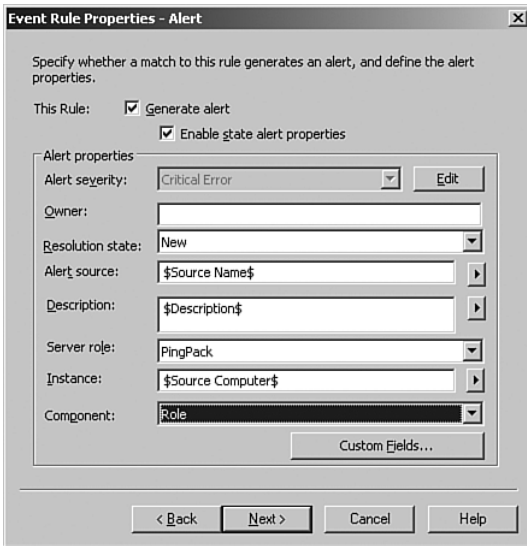 Event Rule Properties - Alert
Specify whether a match to this rule generates an alert, and define the alert
properties.
This Rule: Generate alert
Enable state alert properties
Alert properties
Alert severity: Critical Error Edit
Owner:
Resolution state: New
Alert source: $Source Name$
Description: $Description$
Server role: PingPack
Instance: $Source Computer$
Component: Role
Custom Fields...
< Back Next > Cancel Help